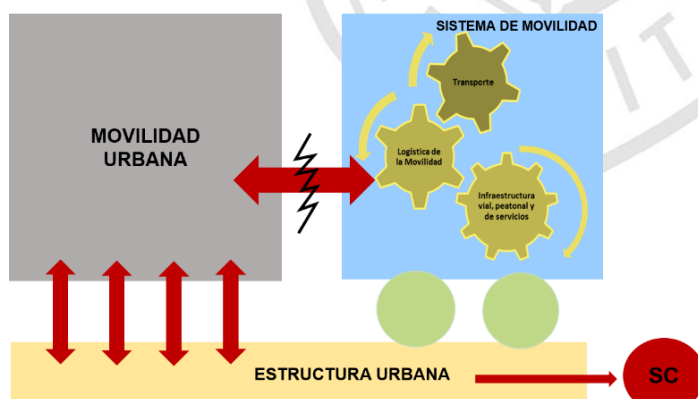 SISTEMA DE MOVILIDAD
Transporte
MOVILIDAD
URBANA
Logística de
la Movilidad
Infraestructura
vial, peatonal y
de servicios
ESTRUCTURA URBANA
SC